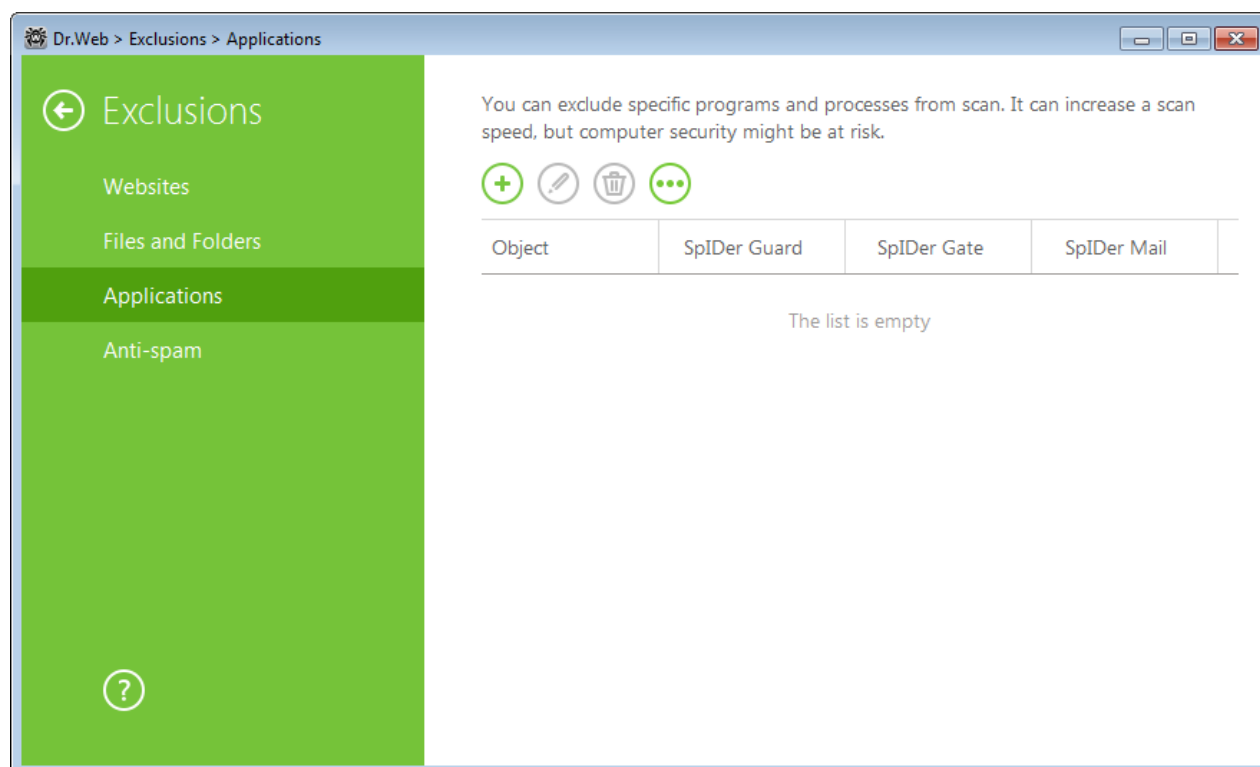 Dr.Web > Exclusions > Applications
Exclusions
Websites
Files and Folders
Applications
Anti-spam
?
You can exclude specific programs and processes from scan. It can increase a scan
speed, but computer security might be at risk.
Object SpIDer Guard SpIDer Gate SpIDer Mail
The list is empty